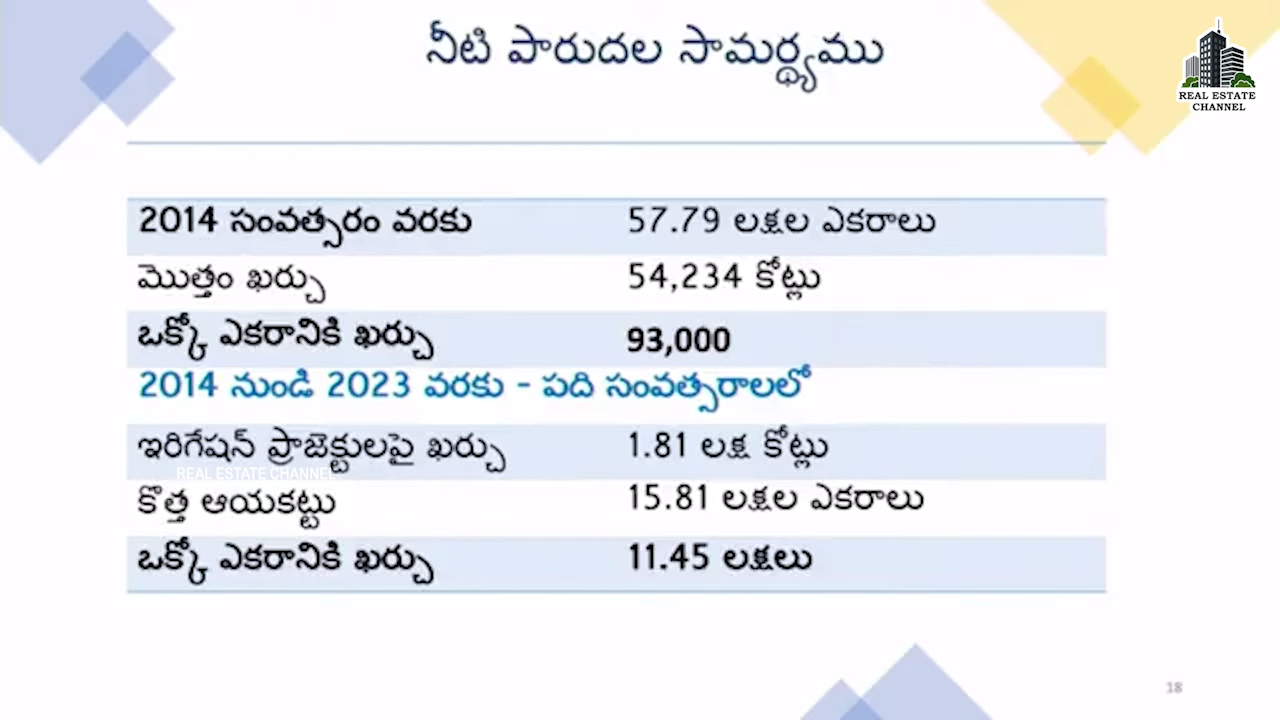 నీటి పారుదల సామర్థ్యము
REAL ESTATE
CHANNEL
2014 సంవత్సరం వరకు 57.79 లక్షల ఎకరాలు
మొత్తం ఖర్చు 54,234 కోట్లు
ఒక్కో ఎకరానికి ఖర్చు 93,000
2014 నుండి 2023 వరకు - పది సంవత్సరాలలో
ఇరిగేషన్ ప్రాజెక్టులపై ఖర్చు 1.81 లక్ష కోట్లు
REAL ESTATE CHANNEL
కొత్త ఆయకట్టు 15.81 లక్షల ఎకరాలు
ఒక్కో ఎకరానికి ఖర్చు 11.45 లక్షలు
18